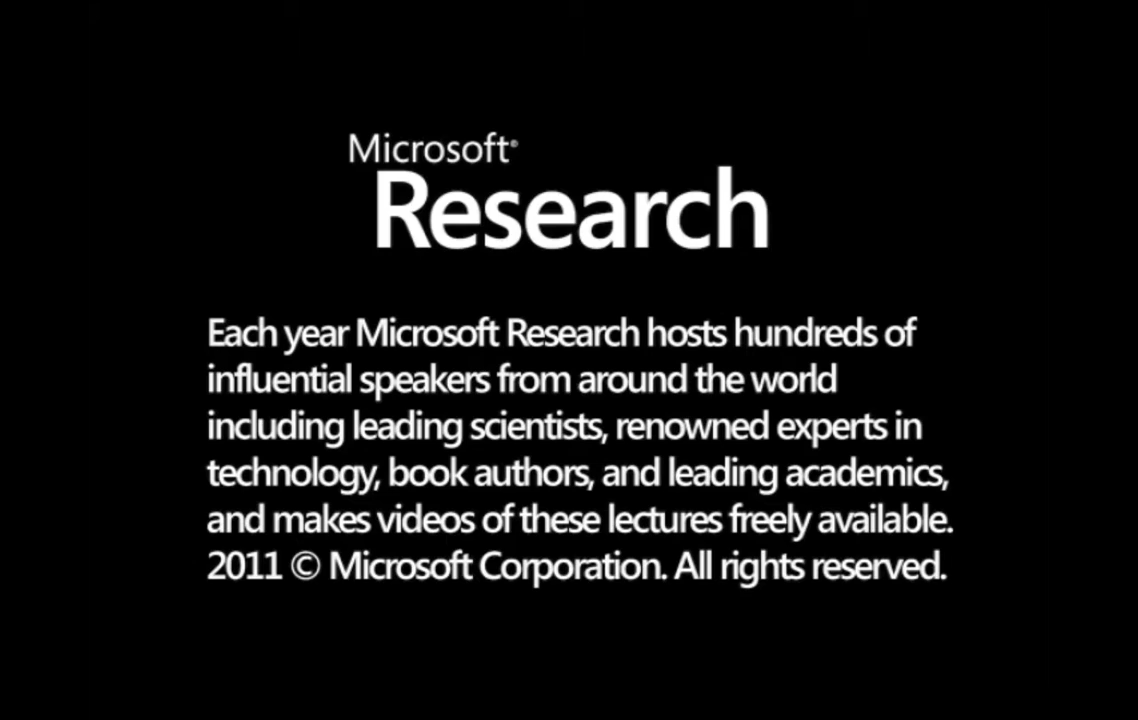 Microsoft®
Research
Each year Microsoft Research hosts hundreds of
influential speakers from around the world
including leading scientists, renowned experts in
technology, book authors, and leading academics,
and makes videos of these lectures freely available.
2011 © Microsoft Corporation. All rights reserved.